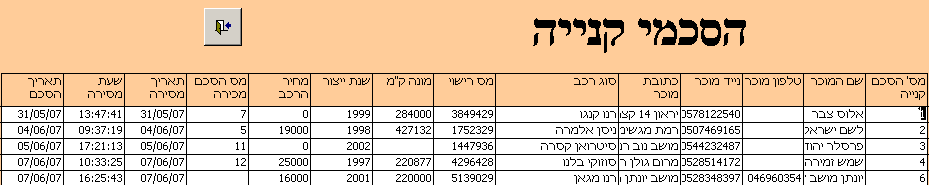 הסכמי קנייה
מס' הסכם קנייה שם המוכר טלפון מוכר נייד מוכר כתובת מוכר סוג רכב מס רישוי מונה ק"מ שנת ייצור מחיר הרכב מס הסכם מכירה תאריך מסירה שעת מסירה תאריך הסכם
אלוס צבר 0578122540 יראון 14 רנו קנגו 3849429 284000 1999 0 7 31/05/07 13:47:41 31/05/07
2 לשם ישראל 0507469165 רמת מגשימ ניסן אלמרה 1752329 427132 1998 19000 5 04/06/07 09:37:19 04/06/07
3 פרסלר יהוד 0544232487 מושב נוב סיטרואן קסרה 1447936 2002 0 11 05/06/07 17:21:13 05/06/07
4 שמש זמירה 0528514172 מרום גולן סוזוקי בלנו 4296428 220877 1997 25000 12 07/06/07 10:33:25 07/06/07
6 יונתן מושב 046960354 0528348397 מושב יונתן רנו מגאן 5139029 220000 2001 16000 07/06/07 16:25:43 07/06/07